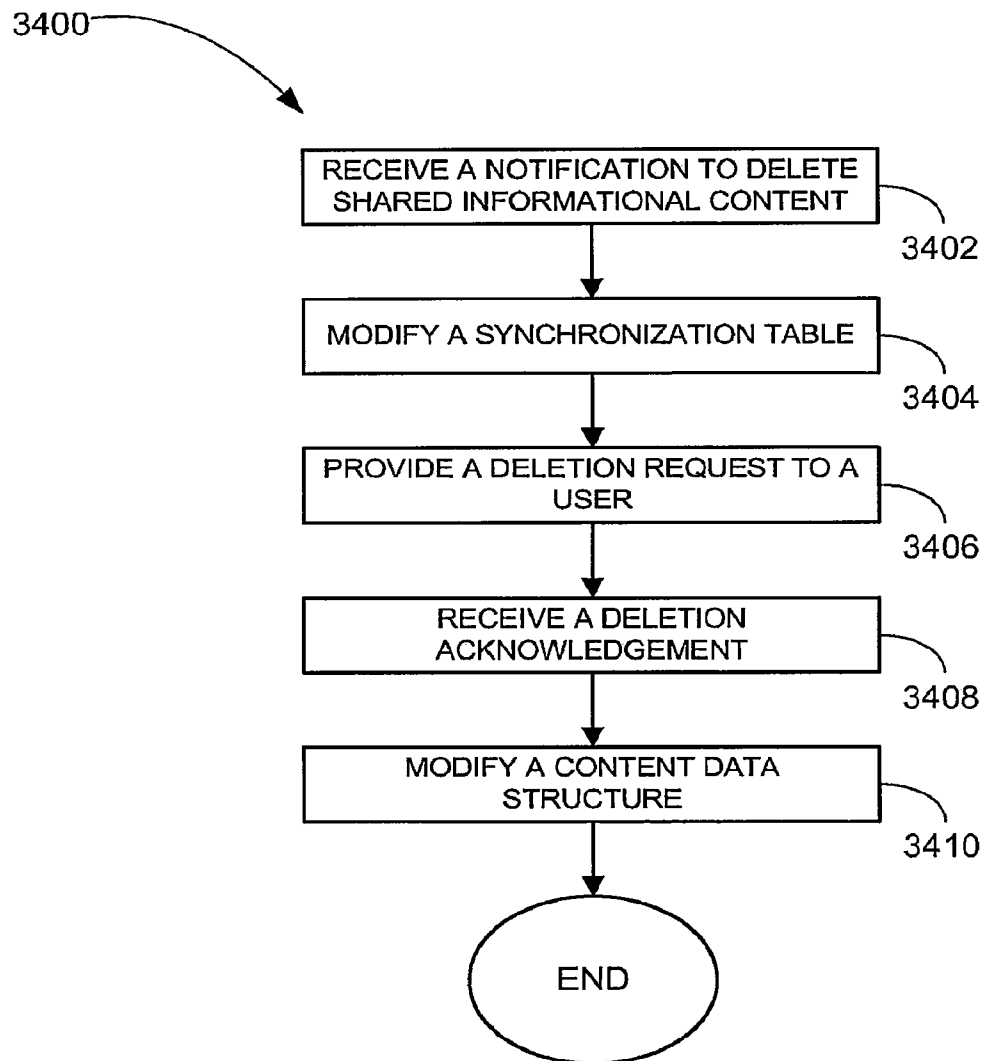 3400
RECEIVE A NOTIFICATION TO DELETE
SHARED INFORMATIONAL CONTENT
3402
MODIFY A SYNCHRONIZATION TABLE
3404
PROVIDE A DELETION REQUEST TO A
USER
3406
RECEIVE A DELETION
ACKNOWLEDGEMENT
3408
MODIFY A CONTENT DATA
STRUCTURE
3410
END